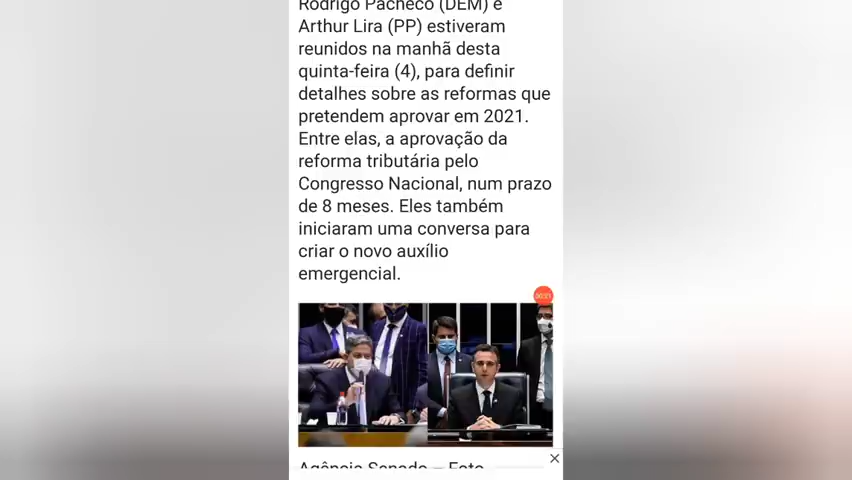 Rodrigo Pacheco (DEM) e
Arthur Lira (PP) estiveram
reunidos na manhã desta
quinta-feira (4), para definir
detalhes sobre as reformas que
pretendem aprovar em 2021.
Entre elas, a aprovação da
reforma tributária pelo
Congresso Nacional, num prazo
de 8 meses. Eles também
iniciaram uma conversa para
criar o novo auxílio
emergencial.
00:21
Agência Senado – Foto